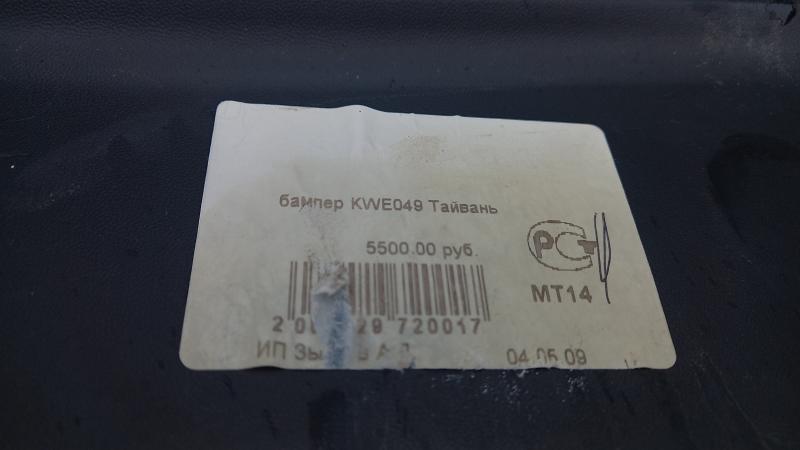 бампер KWE049 Тайвань
5500.00 руб.
РСТ
МТ14
720017
ИП
04.05.09